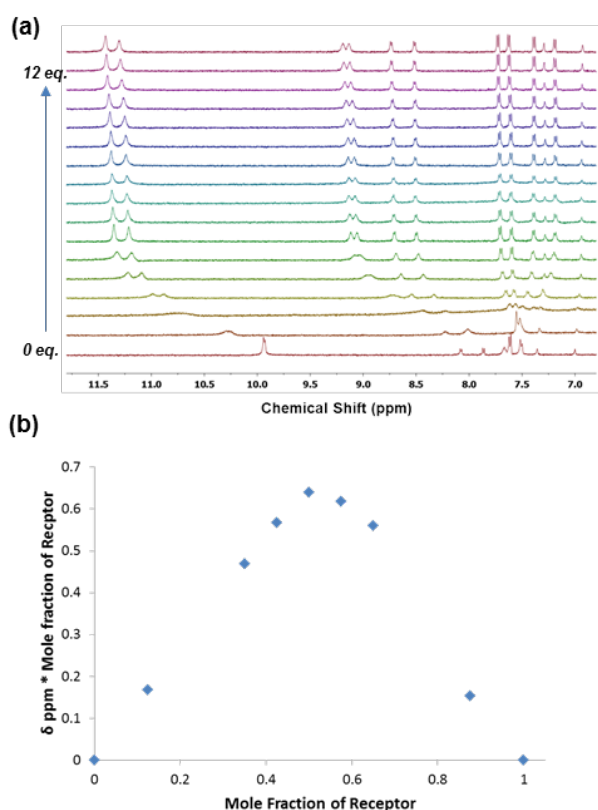 (a)
12 eq.
0 eq.
11.5 11.0 10.5 10.0 9.5 9.0 8.5 8.0 7.5 7.0
Chemical Shift (ppm)
(b)
0.7
0.6
0.5
0.4
0.3
0.2
0.1
0
0 0.2 0.4 0.6 0.8 1
δ ppm * Mole fraction of Recptor
Mole Fraction of Receptor